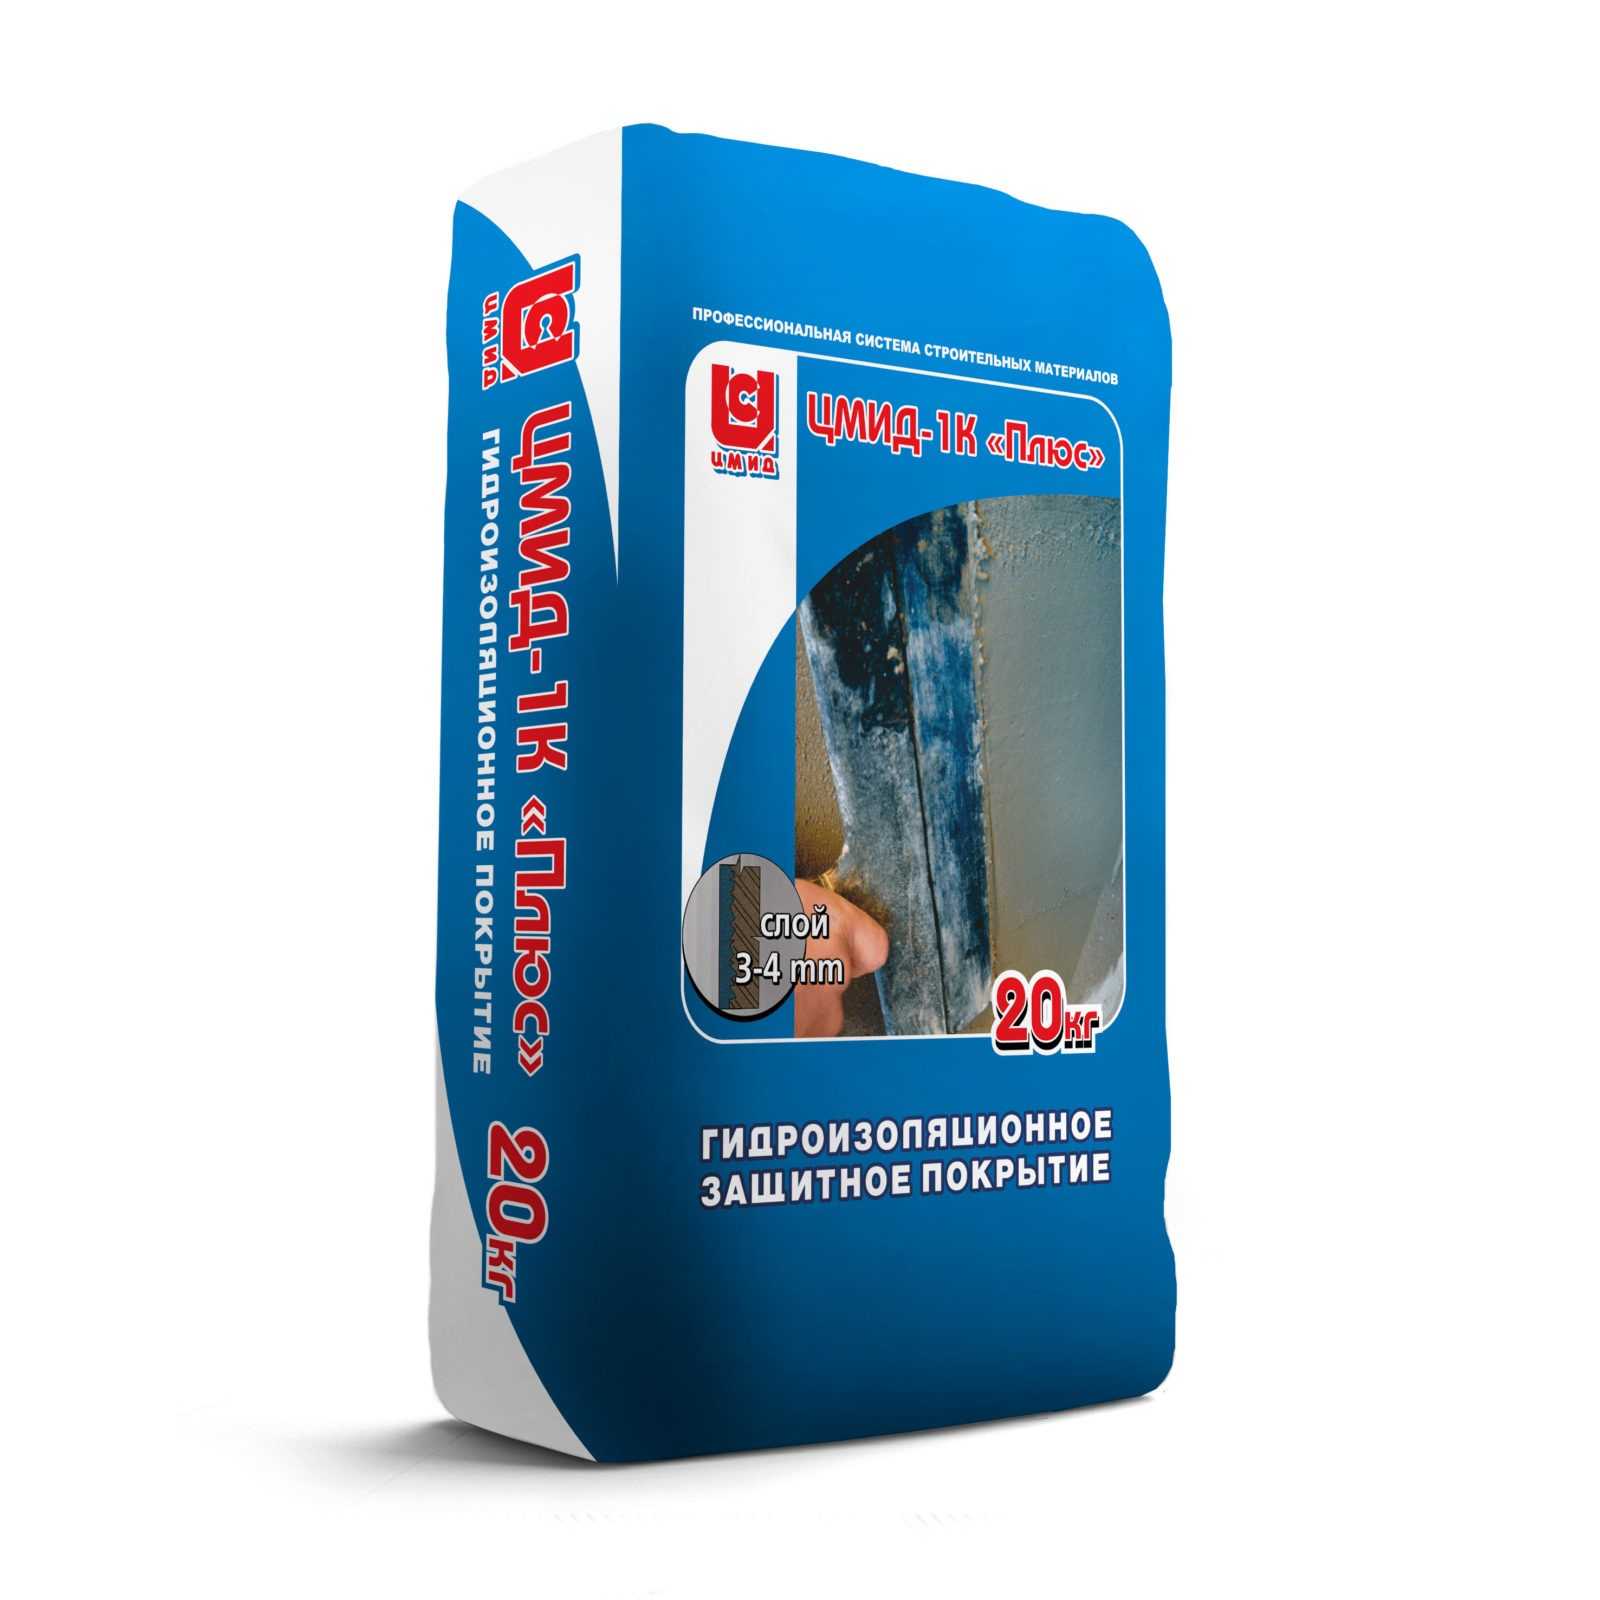 ПРОФЕССИОНАЛЬНАЯ СИСТЕМА СТРОИТЕЛЬНЫХ МАТЕРИАЛОВ
ЦМИД
ЦМИД-1К «Плюс»
слой
3-4 mm
20кг
ГИДРОИЗОЛЯЦИОННОЕ
ЗАЩИТНОЕ ПОКРЫТИЕ
ЦМИД
ЦМИД-1К «Плюс» 20кг
ГИДРОИЗОЛЯЦИОННОЕ ПОКРЫТИЕ